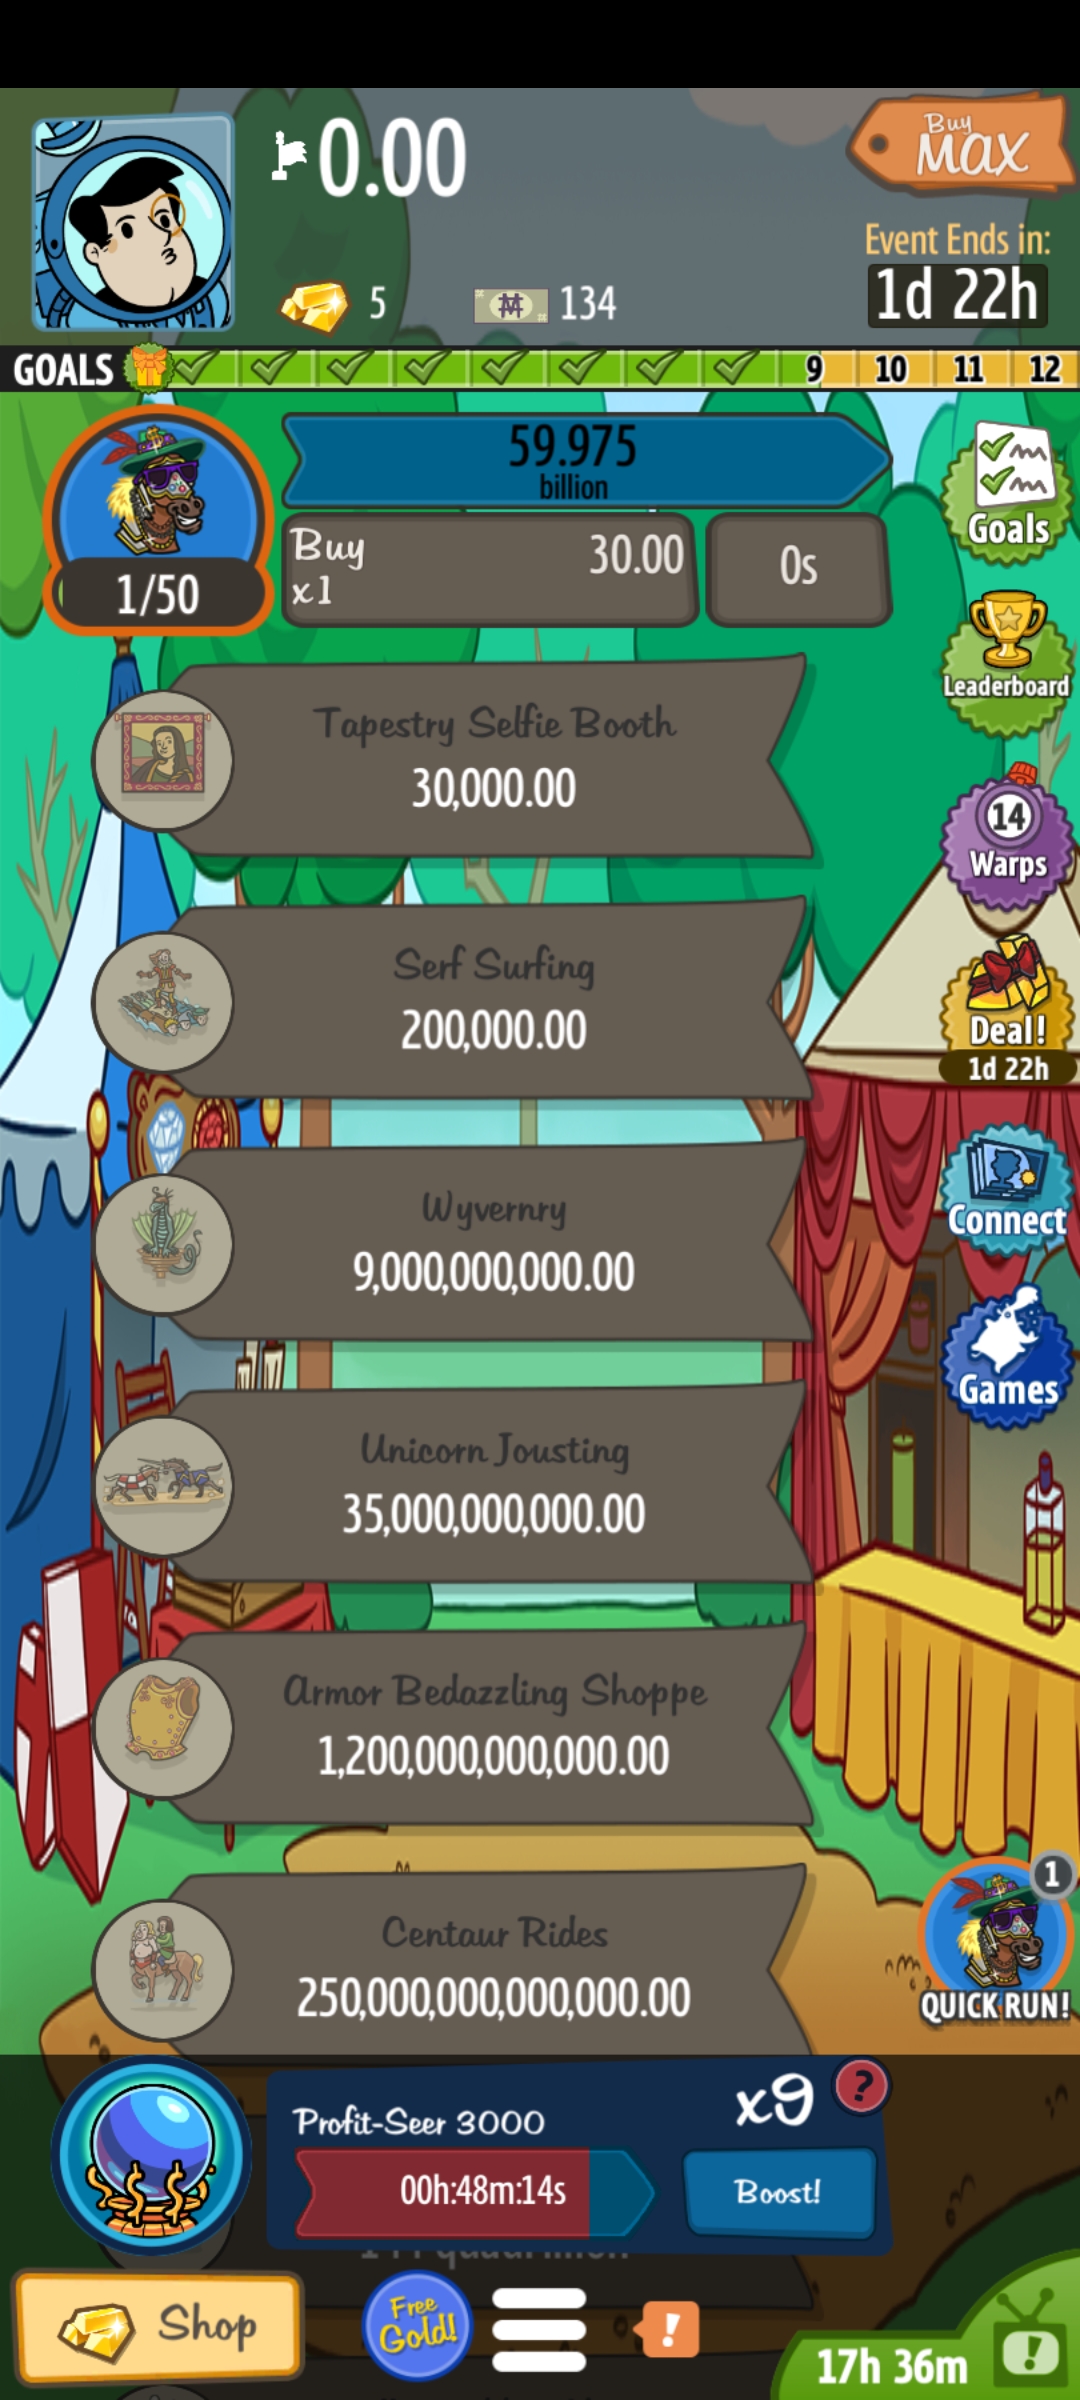 0.00
Buy
MAX
5
134
Event Ends in:
1d 22h
GOALS
9
10
11
12
59.975
billion
1/50
Buy
x1
30.00
0s
Goals
Tapestry Selfie Booth
30,000.00
Leaderboard
14
Warps
Serf Surfing
200,000.00
Deal!
1d 22h
Wyvernry
9,000,000,000.00
Connect
Games
Unicorn Jousting
35,000,000,000.00
Armor Bedazzling Shoppe
1,200,000,000,000.00
1
QUICK RUN!
Centaur Rides
250,000,000,000,000.00
Profit-Seer 3000
x9
?
00h:48m:14s
Boost!
Shop
Free
Gold!
!
17h 36m
!